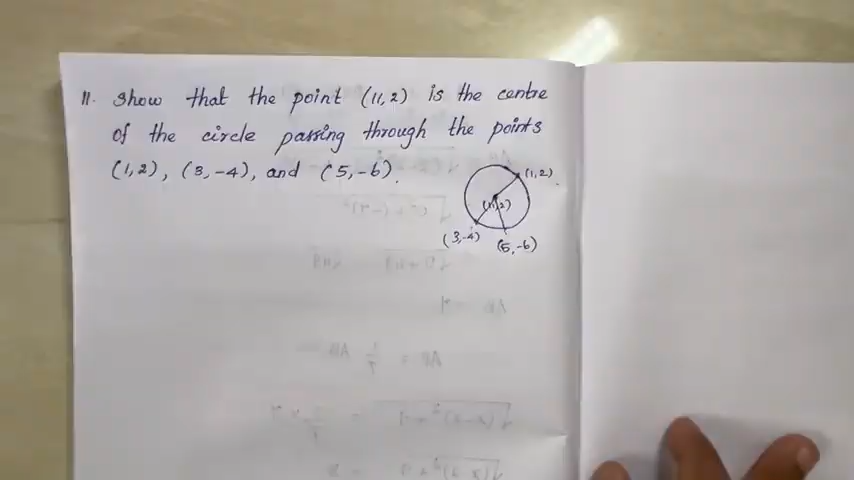 11. Show that the point (11,2) is the centre
of the circle passing through the points
(1,2), (3,-4), and (5,-6).
(1,2)
(11,2)
(3,-4)
(5,-6)